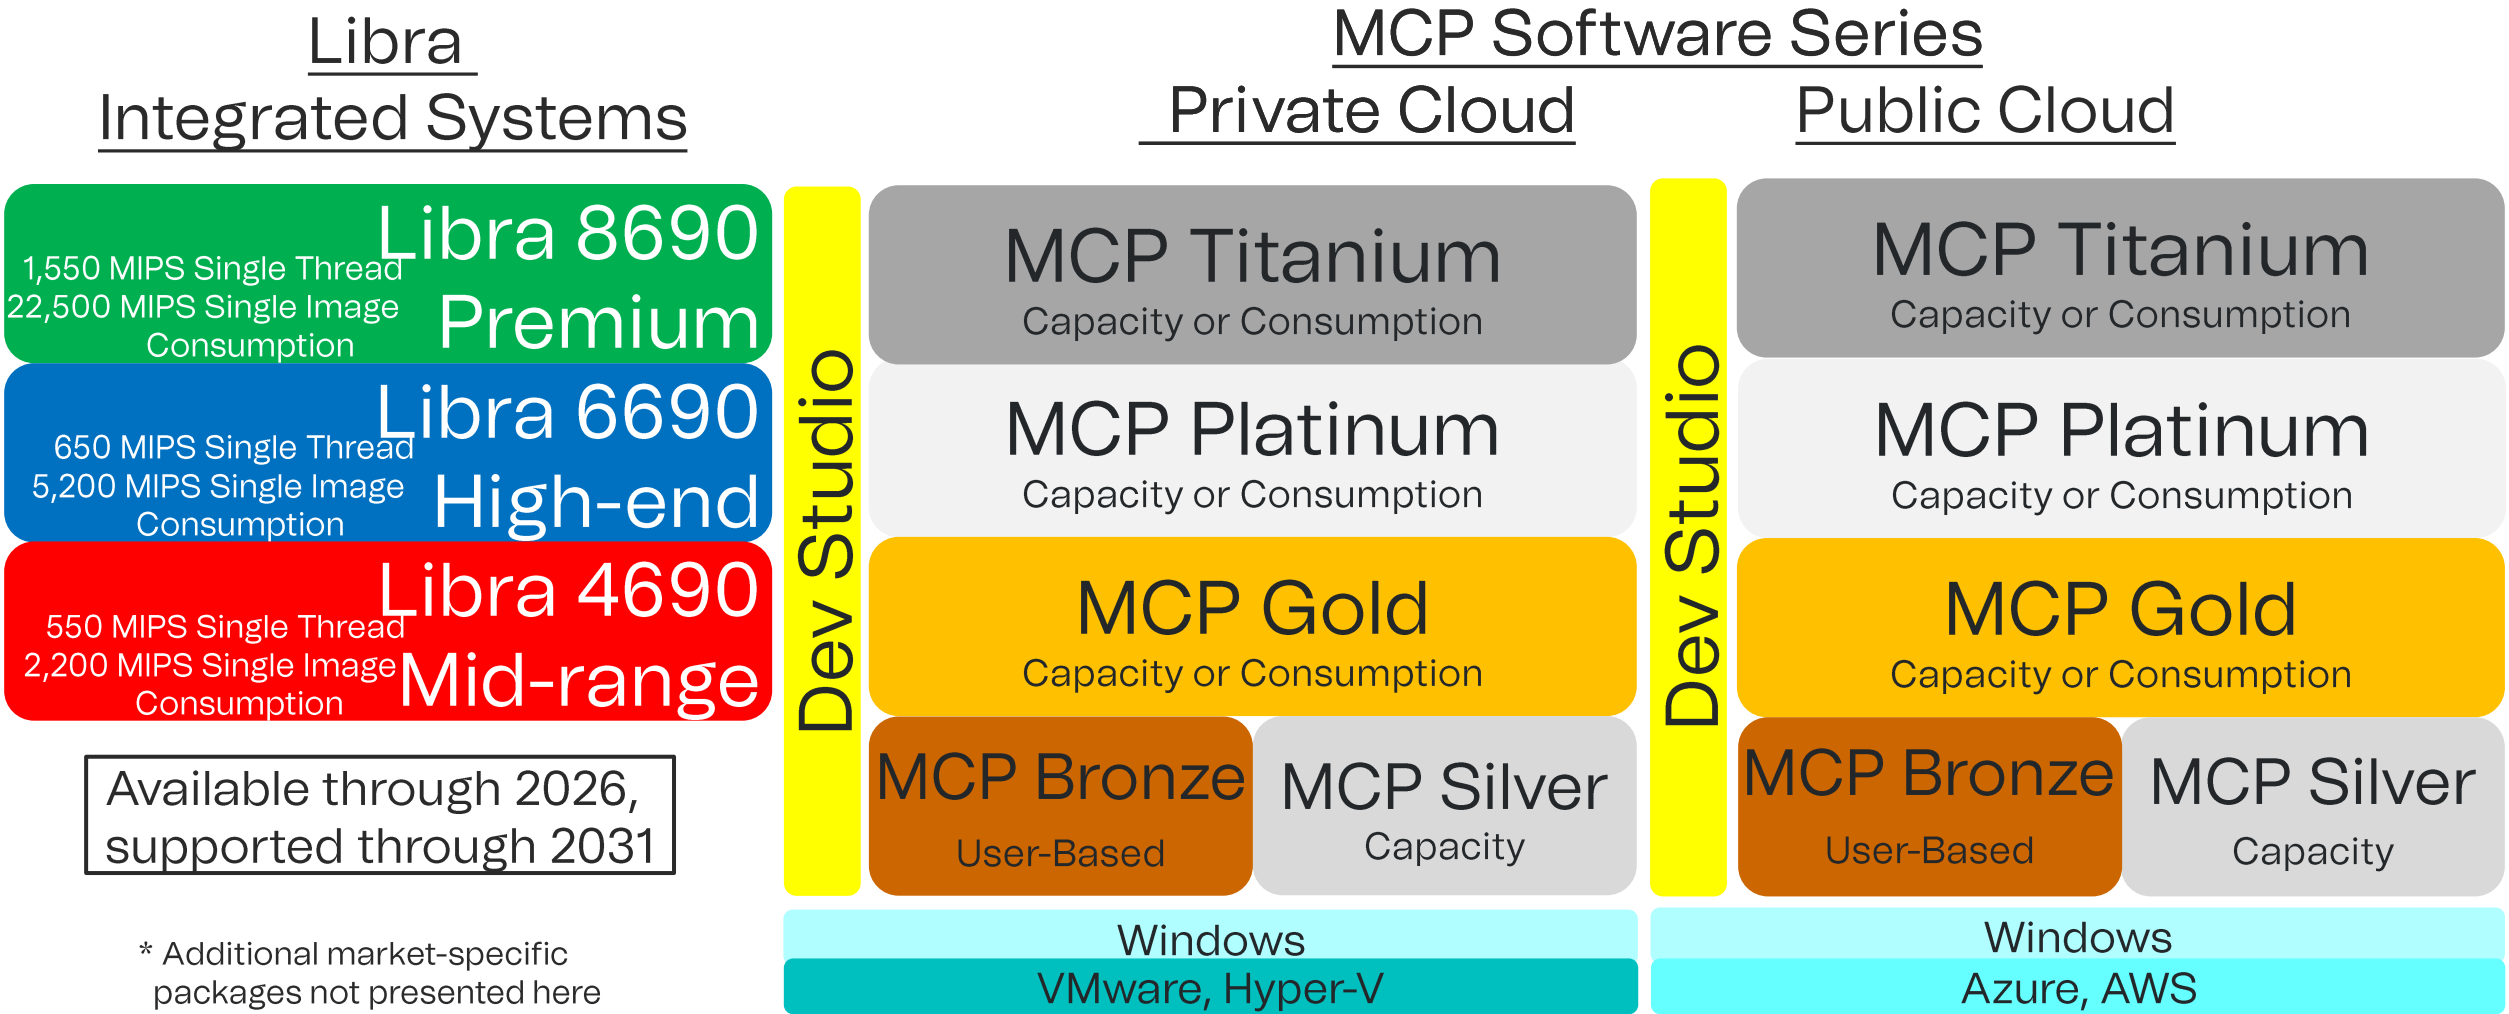 Libra
Integrated Systems
Libra 8690
1,550 MIPS Single Thread
22,500 MIPS Single Image
Premium
Consumption
Libra 6690
650 MIPS Single Thread
5,200 MIPS Single Image
High-end
Consumption
Libra 4690
550 MIPS Single Thread
2,200 MIPS Single Image
Mid-range
Consumption
Available through 2026,
supported through 2031
* Additional market-specific
packages not presented here
MCP Software Series
Private Cloud
Dev Studio
MCP Titanium
Capacity or Consumption
MCP Platinum
Capacity or Consumption
MCP Gold
Capacity or Consumption
MCP Bronze
User-Based
MCP Silver
Capacity
Windows
VMware, Hyper-V
Public Cloud
Dev Studio
MCP Titanium
Capacity or Consumption
MCP Platinum
Capacity or Consumption
MCP Gold
Capacity or Consumption
MCP Bronze
User-Based
MCP Silver
Capacity
Windows
Azure, AWS